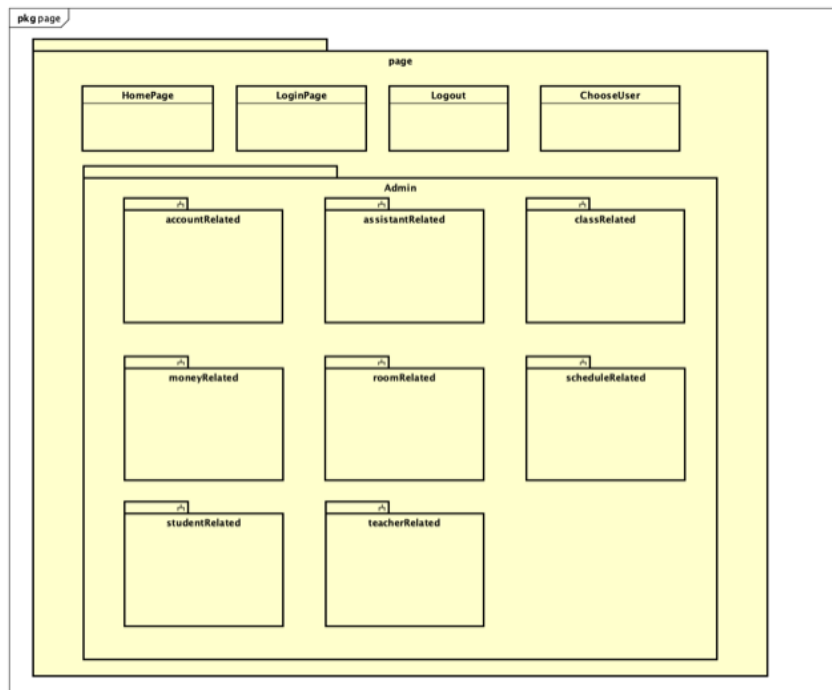 pkg page
page
HomePage
LoginPage
Logout
ChooseUser
Admin
accountRelated
assistantRelated
classRelated
moneyRelated
roomRelated
scheduleRelated
studentRelated
teacherRelated